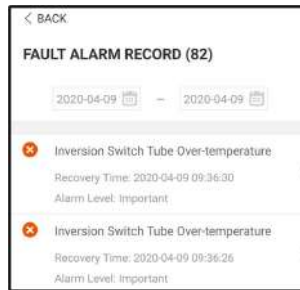 < BACK
FAULT ALARM RECORD (82)
2020-04-09 – 2020-04-09
Inversion Switch Tube Over-temperature
Recovery Time: 2020-04-09 09:36:30
Alarm Level: Important
Inversion Switch Tube Over-temperature
Recovery Time: 2020-04-09 09:36:26
Alarm Level: Important